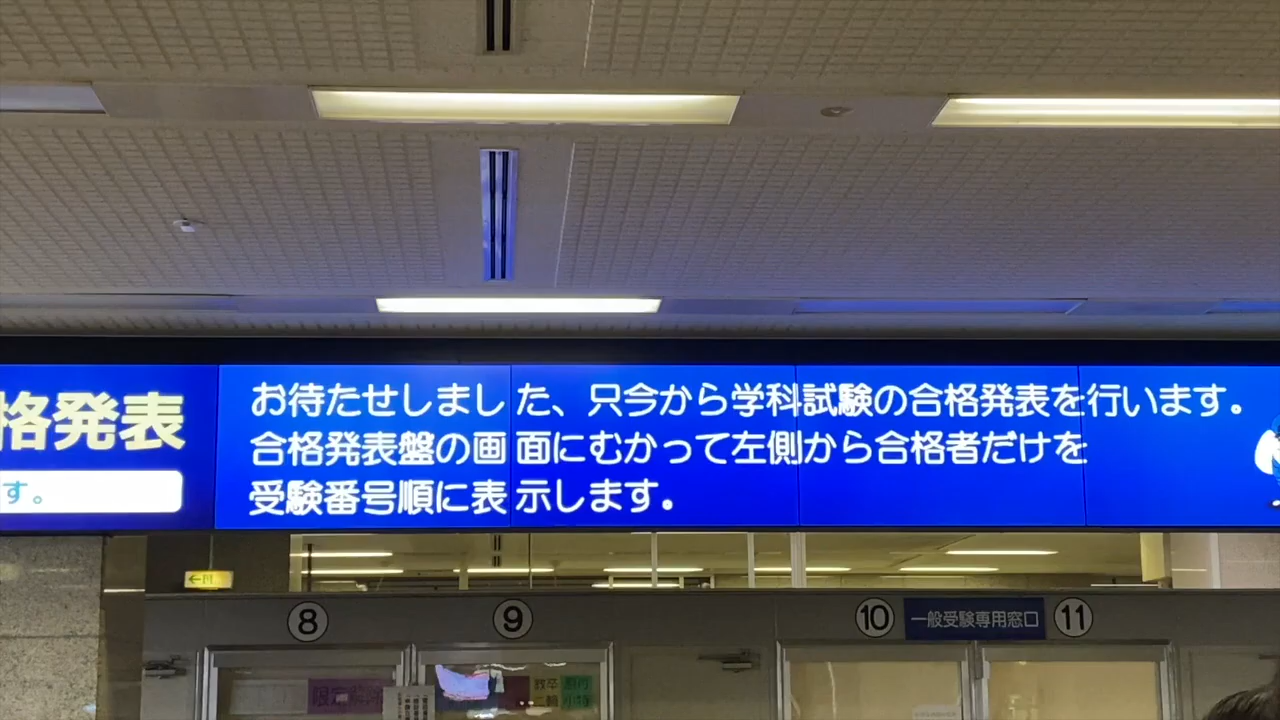 格発表
す。
お待たせしました、只今から学科試験の合格発表を行います。
合格発表盤の画面にむかって左側から合格者だけを
受験番号順に表示します。
8
9
10
一般受験専用窓口
11
限定解除